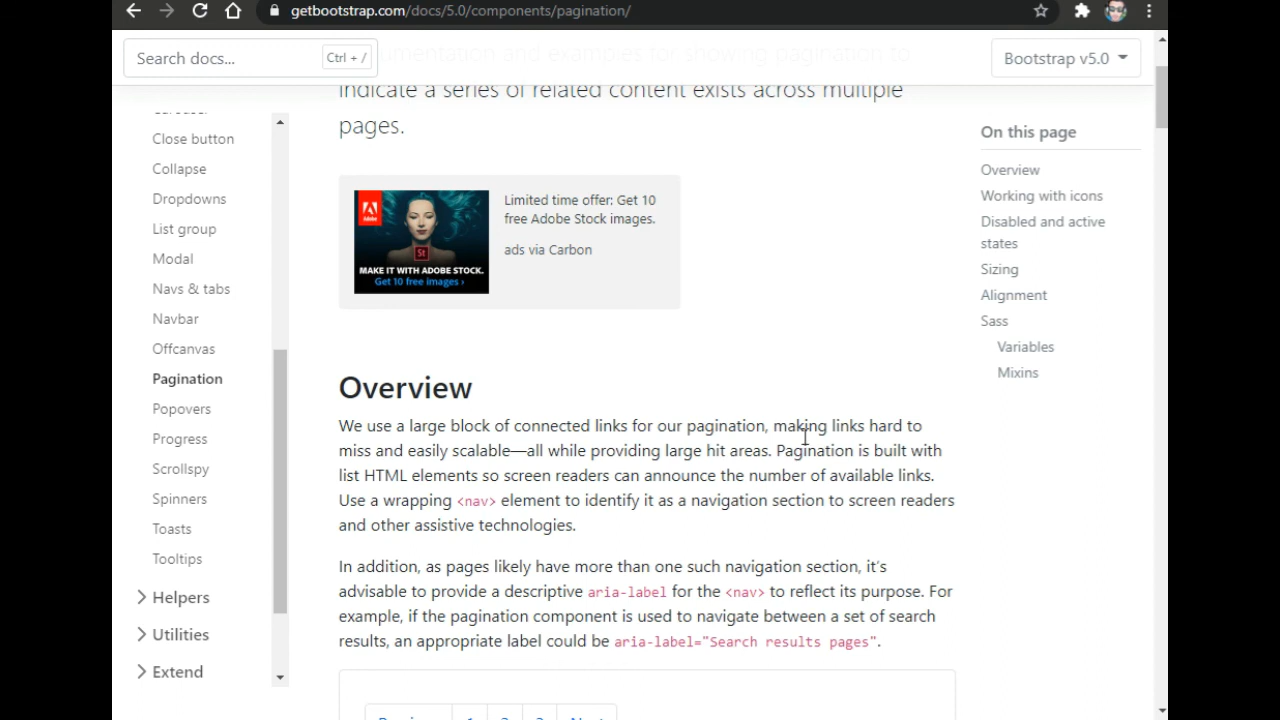 getbootstrap.com/docs/5.0/components/pagination/
Search docs...
Ctrl + /
Bootstrap v5.0
documentation and examples for showing pagination to
indicate a series of related content exists across multiple
pages.
Close button
Collapse
Dropdowns
List group
Modal
Navs & tabs
Navbar
Offcanvas
Pagination
Popovers
Progress
Scrollspy
Spinners
Toasts
Tooltips
Helpers
Utilities
Extend
Adobe
St
MAKE IT WITH ADOBE STOCK.
Get 10 free images ›
Limited time offer: Get 10
free Adobe Stock images.
ads via Carbon
Overview
We use a large block of connected links for our pagination, making links hard to
miss and easily scalable—all while providing large hit areas. Pagination is built with
list HTML elements so screen readers can announce the number of available links.
Use a wrapping <nav> element to identify it as a navigation section to screen readers
and other assistive technologies.
In addition, as pages likely have more than one such navigation section, it's
advisable to provide a descriptive aria-label for the <nav> to reflect its purpose. For
example, if the pagination component is used to navigate between a set of search
results, an appropriate label could be aria-label="Search results pages".
On this page
Overview
Working with icons
Disabled and active
states
Sizing
Alignment
Sass
Variables
Mixins